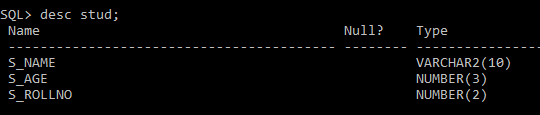 SQL> desc stud;
Name Null? Type
----------------------------------------- -------- ----------------
S_NAME VARCHAR2(10)
S_AGE NUMBER(3)
S_ROLLNO NUMBER(2)